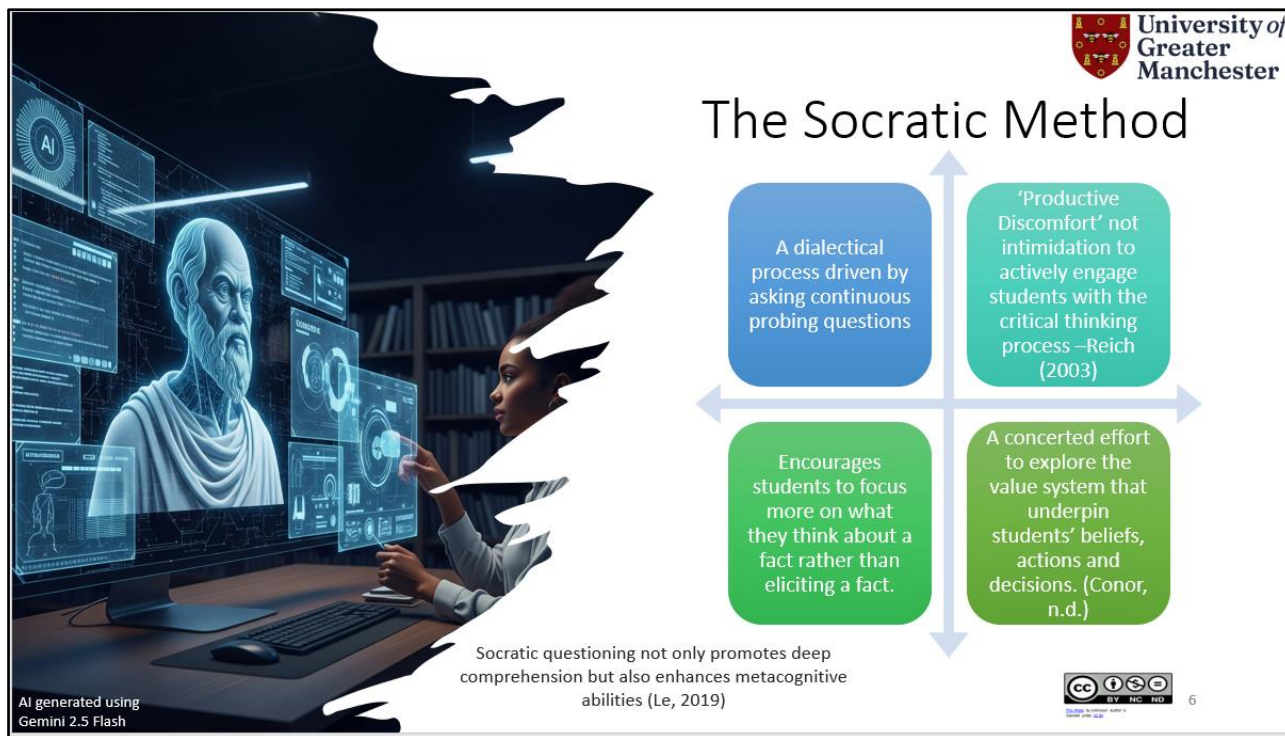 University of
Greater
Manchester
The Socratic Method
A dialectical
process driven by
asking continuous
probing questions
‘Productive
Discomfort’ not
intimidation to
actively engage
students with the
critical thinking
process –Reich
(2003)
Encourages
students to focus
more on what
they think about a
fact rather than
eliciting a fact.
A concerted effort
to explore the
value system that
underpin
students’ beliefs,
actions and
decisions. (Conor,
n.d.)
Socratic questioning not only promotes deep
comprehension but also enhances metacognitive
abilities (Le, 2019)
AI
AI generated using
Gemini 2.5 Flash
cc
BY NC ND
6